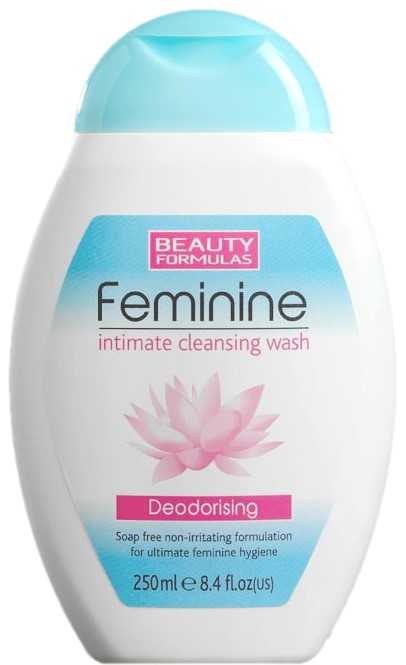 BEAUTY
FORMULAS
Feminine
intimate cleansing wash
Deodorising
Soap free non-irritating formulation
for ultimate feminine hygiene
250ml ℮ 8.4 fl.oz(US)